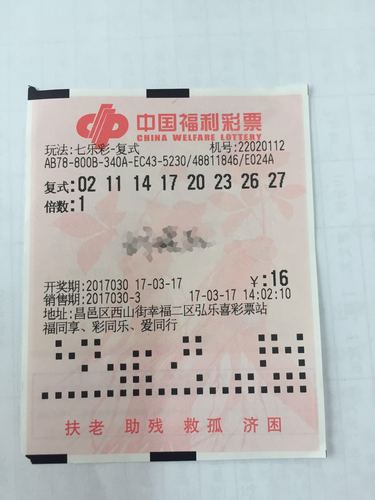 中国福利彩票
CHINA WELFARE LOTTERY
玩法:七乐彩-复式 机号:22020112
AB78-800B-340A-EC43-5230/48811846/E024A
复式:02 11 14 17 20 23 26 27
倍数:1
开奖期:2017030 17-03-17 ¥:16
销售期:2017030-3 17-03-17 14:02:10
地址:昌邑区西山街幸福二区弘乐喜彩票站
福同享、彩同乐、爱同行
扶老 助残 救孤 济困